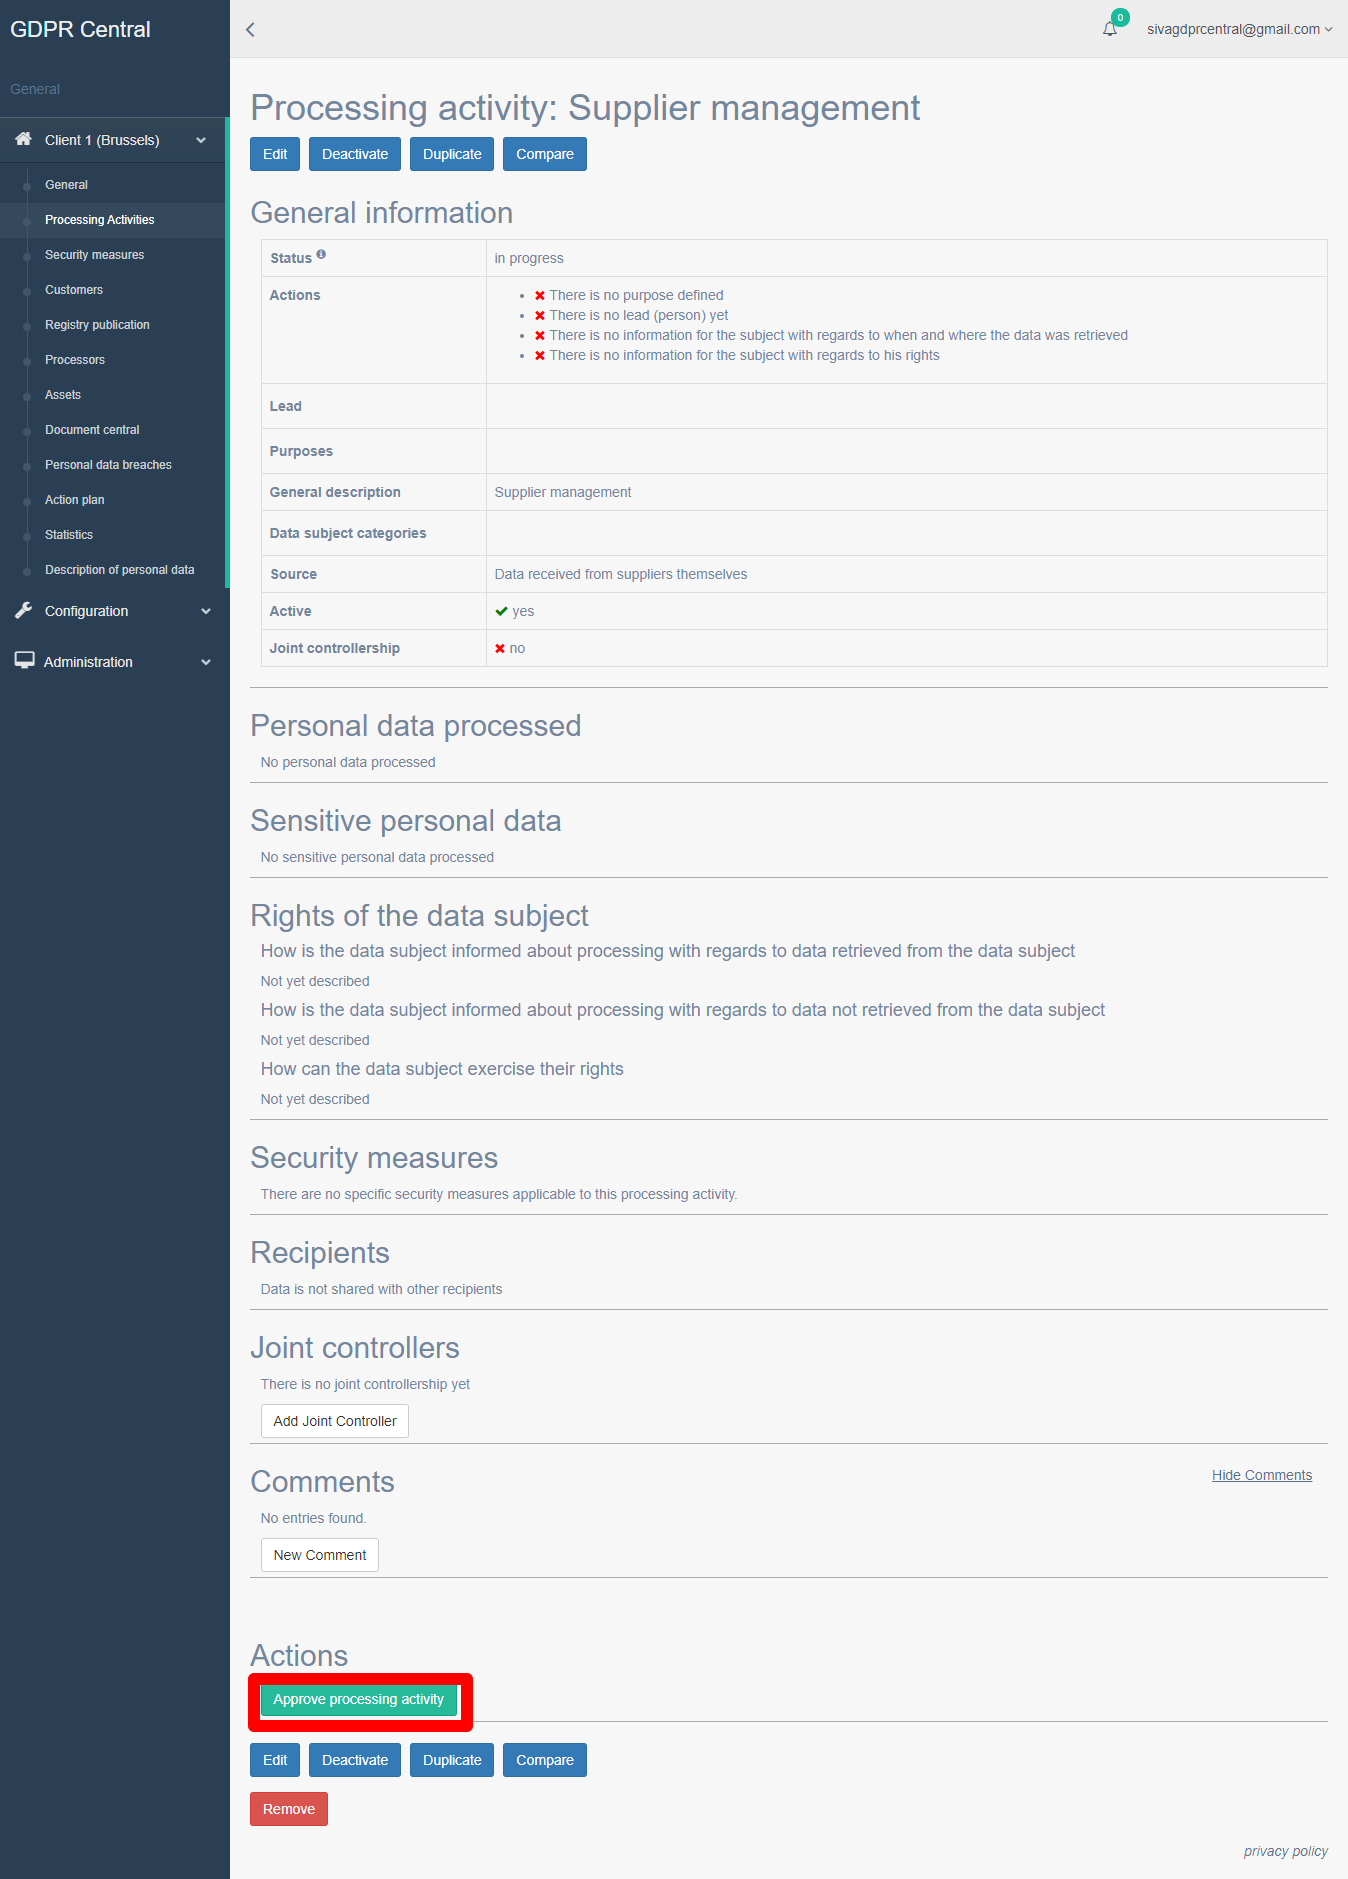 GDPR Central
0
sivagdprcentral@gmail.com
General
Client 1 (Brussels)
General
Processing Activities
Security measures
Customers
Registry publication
Processors
Assets
Document central
Personal data breaches
Action plan
Statistics
Description of personal data
Configuration
Administration
Processing activity: Supplier management
Edit Deactivate Duplicate Compare
General information
Status in progress
Actions
There is no purpose defined
There is no lead (person) yet
There is no information for the subject with regards to when and where the data was retrieved
There is no information for the subject with regards to his rights
Lead
Purposes
General description Supplier management
Data subject categories
Source Data received from suppliers themselves
Active yes
Joint controllership no
Personal data processed
No personal data processed
Sensitive personal data
No sensitive personal data processed
Rights of the data subject
How is the data subject informed about processing with regards to data retrieved from the data subject
Not yet described
How is the data subject informed about processing with regards to data not retrieved from the data subject
Not yet described
How can the data subject exercise their rights
Not yet described
Security measures
There are no specific security measures applicable to this processing activity.
Recipients
Data is not shared with other recipients
Joint controllers
There is no joint controllership yet
Add Joint Controller
Comments
Hide Comments
No entries found.
New Comment
Actions
Approve processing activity
Edit Deactivate Duplicate Compare
Remove
privacy policy